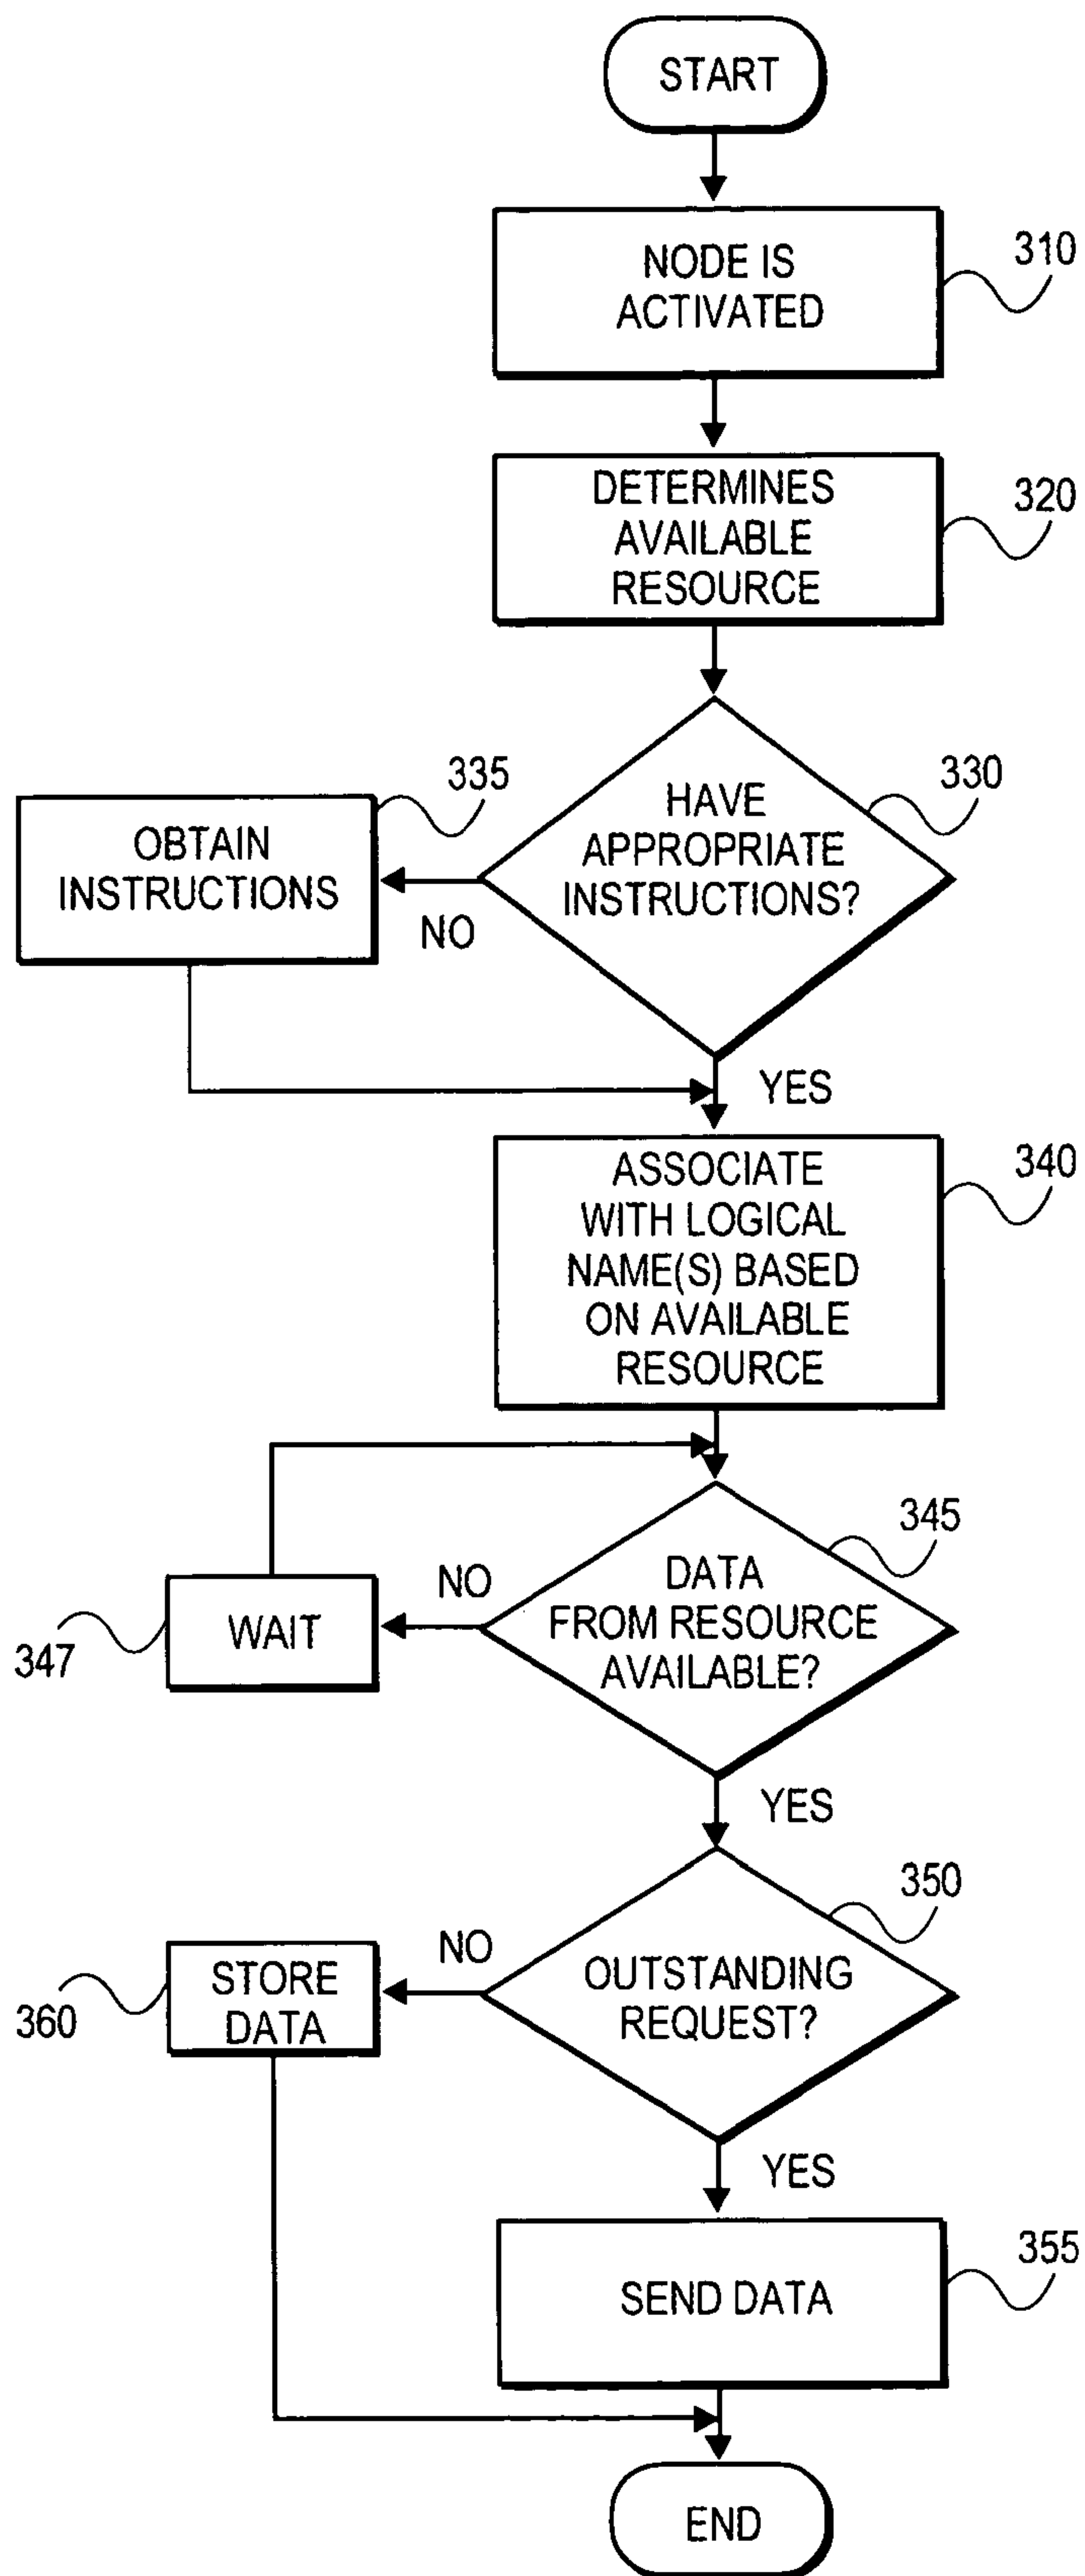 START
NODE IS
ACTIVATED
310
DETERMINES
AVAILABLE
RESOURCE
320
HAVE
APPROPRIATE
INSTRUCTIONS?
330
335
OBTAIN
INSTRUCTIONS
NO
YES
ASSOCIATE
WITH LOGICAL
NAME(S) BASED
ON AVAILABLE
RESOURCE
340
DATA
FROM RESOURCE
AVAILABLE?
345
NO
WAIT
347
YES
OUTSTANDING
REQUEST?
350
NO
STORE
DATA
360
YES
SEND DATA
355
END